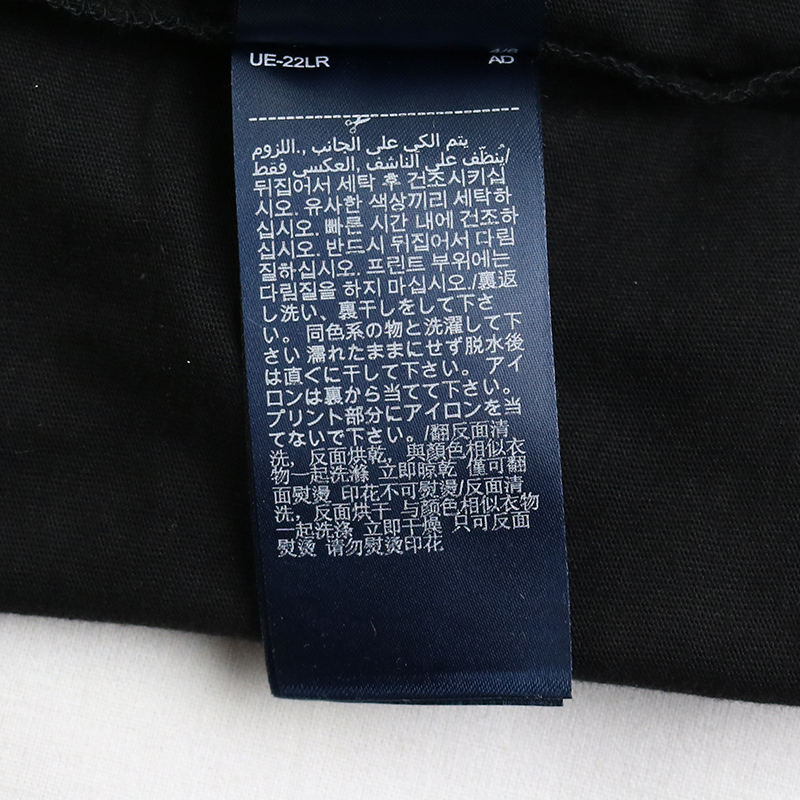 UE-22LR
AD
يتم الكي على الجانب ,.اللزوم
يُنظّف على الناشف ,العكسي فقط/
뒤집어서 세탁 후 건조시키십
시오. 유사한 색상끼리 세탁하
십시오. 빠른 시간 내에 건조하
십시오. 반드시 뒤집어서 다림
질하십시오. 프린트 부위에는
다림질을 하지 마십시오./裏返
し洗い、裏干しをして下さ
い。 同色系の物と洗濯して下
さい 濡れたままにせず脱水後
は直ぐに干して下さい。 アイ
ロンは裏から当てて下さい。
プリント部分にアイロンを当
てないで下さい。/翻反面清
洗，反面烘乾，與顏色相似衣
物一起洗滌 立即晾乾 僅可翻
面熨燙 印花不可熨燙/反面清
洗，反面烘干 与颜色相似衣物
一起洗涤 立即干燥 只可反面
熨烫 请勿熨烫印花